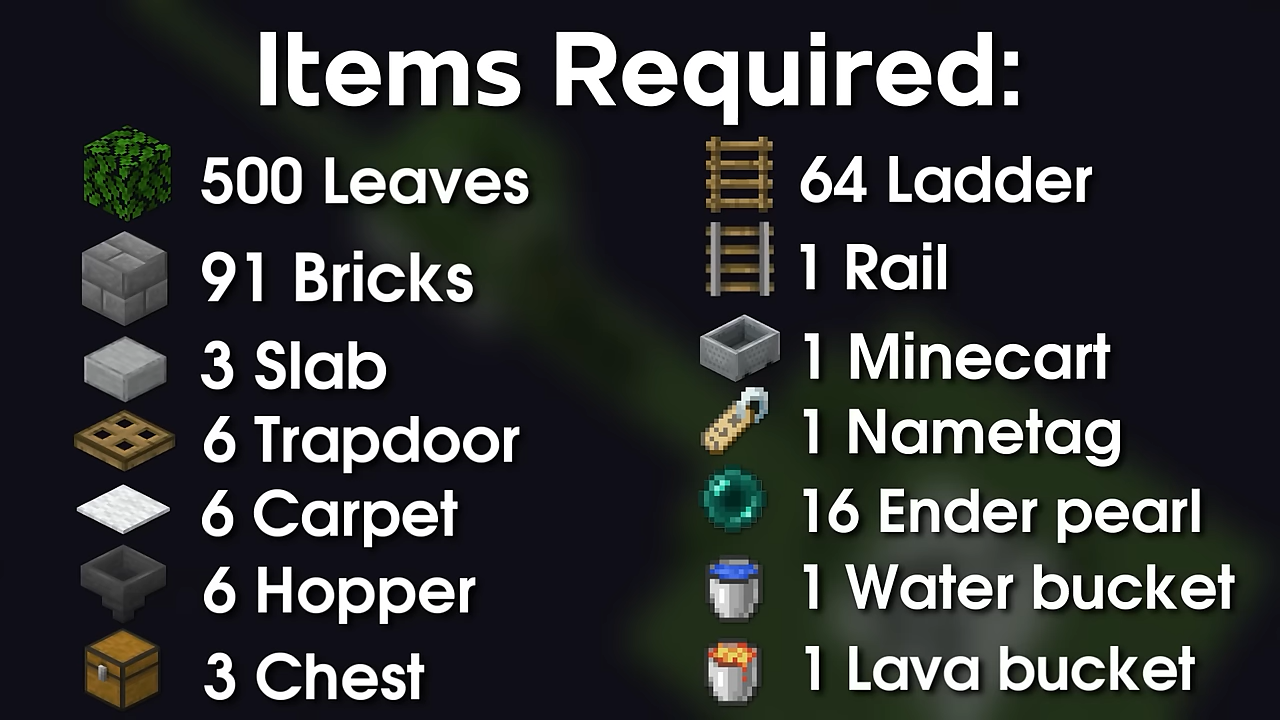 Items Required:
500 Leaves
91 Bricks
3 Slab
6 Trapdoor
6 Carpet
6 Hopper
3 Chest
64 Ladder
1 Rail
1 Minecart
1 Nametag
16 Ender pearl
1 Water bucket
1 Lava bucket